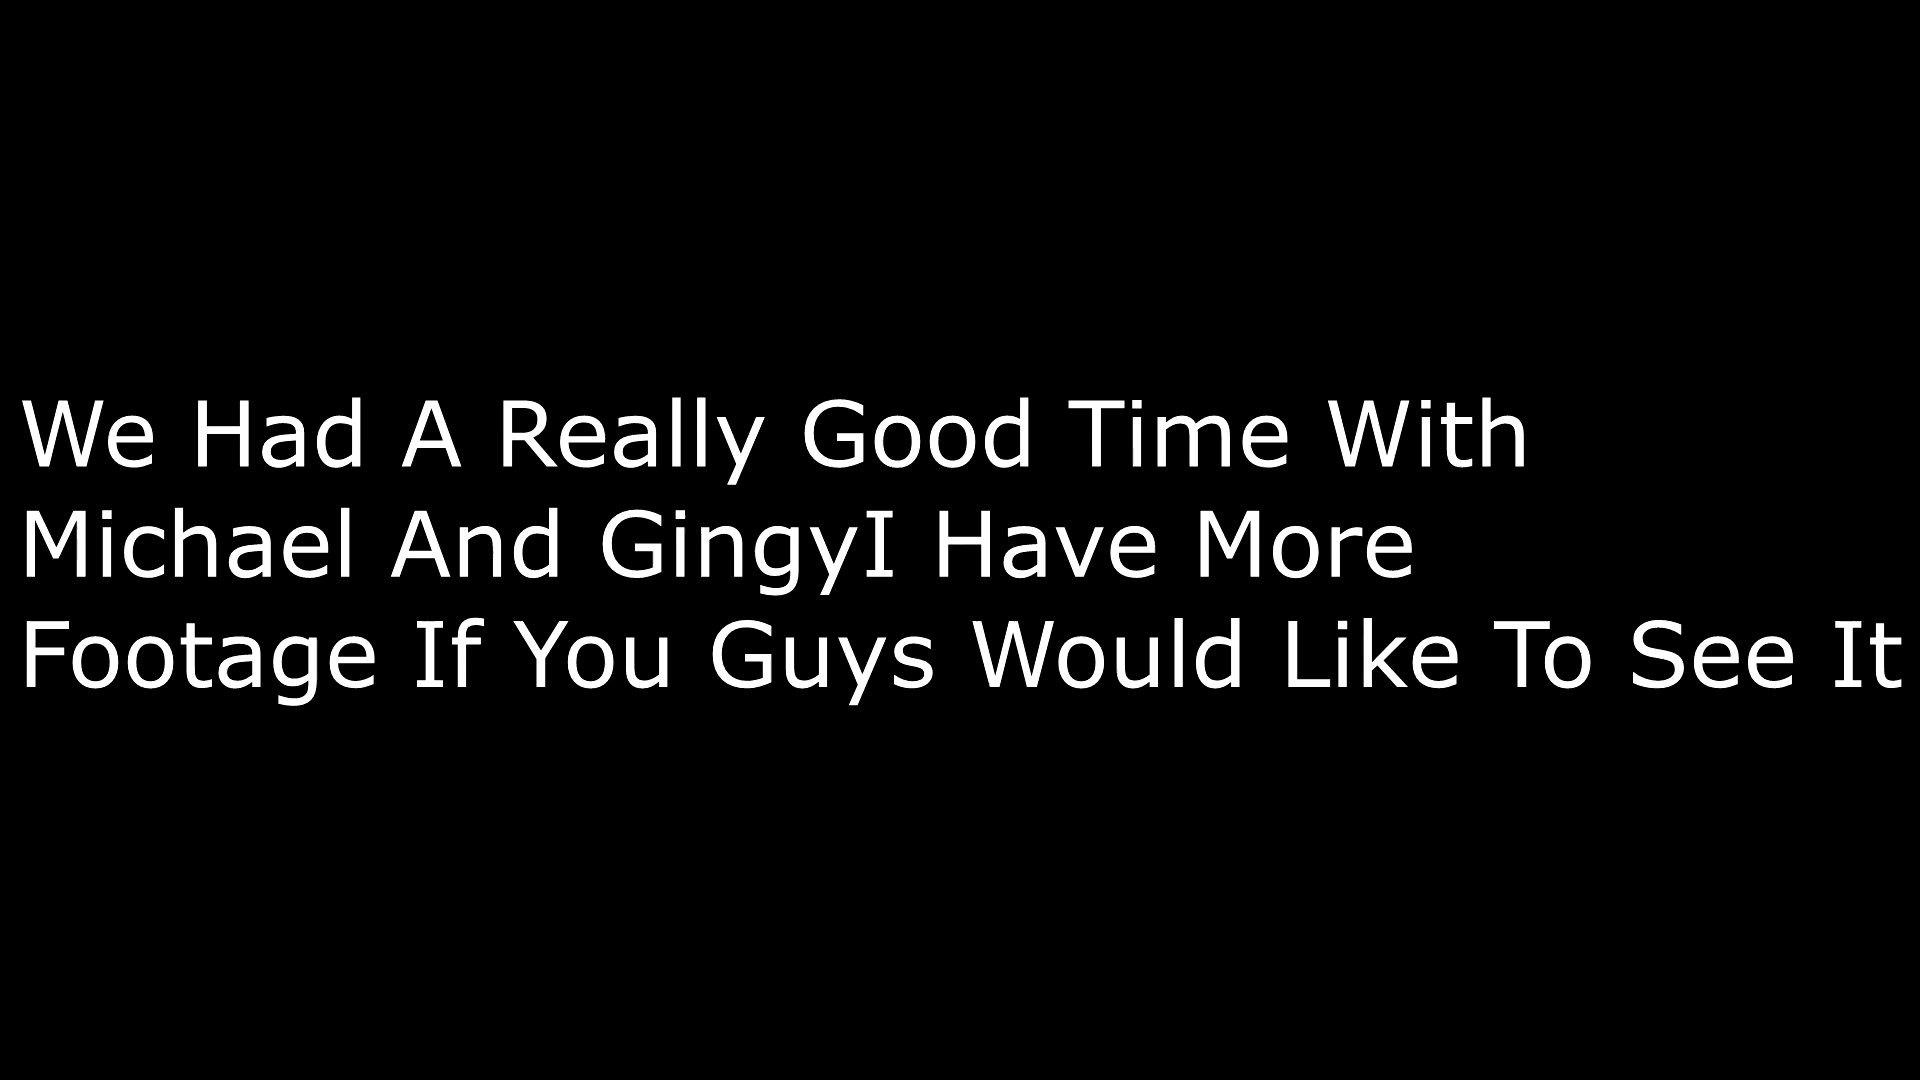 We Had A Really Good Time With
Michael And GingyI Have More
Footage If You Guys Would Like To See It